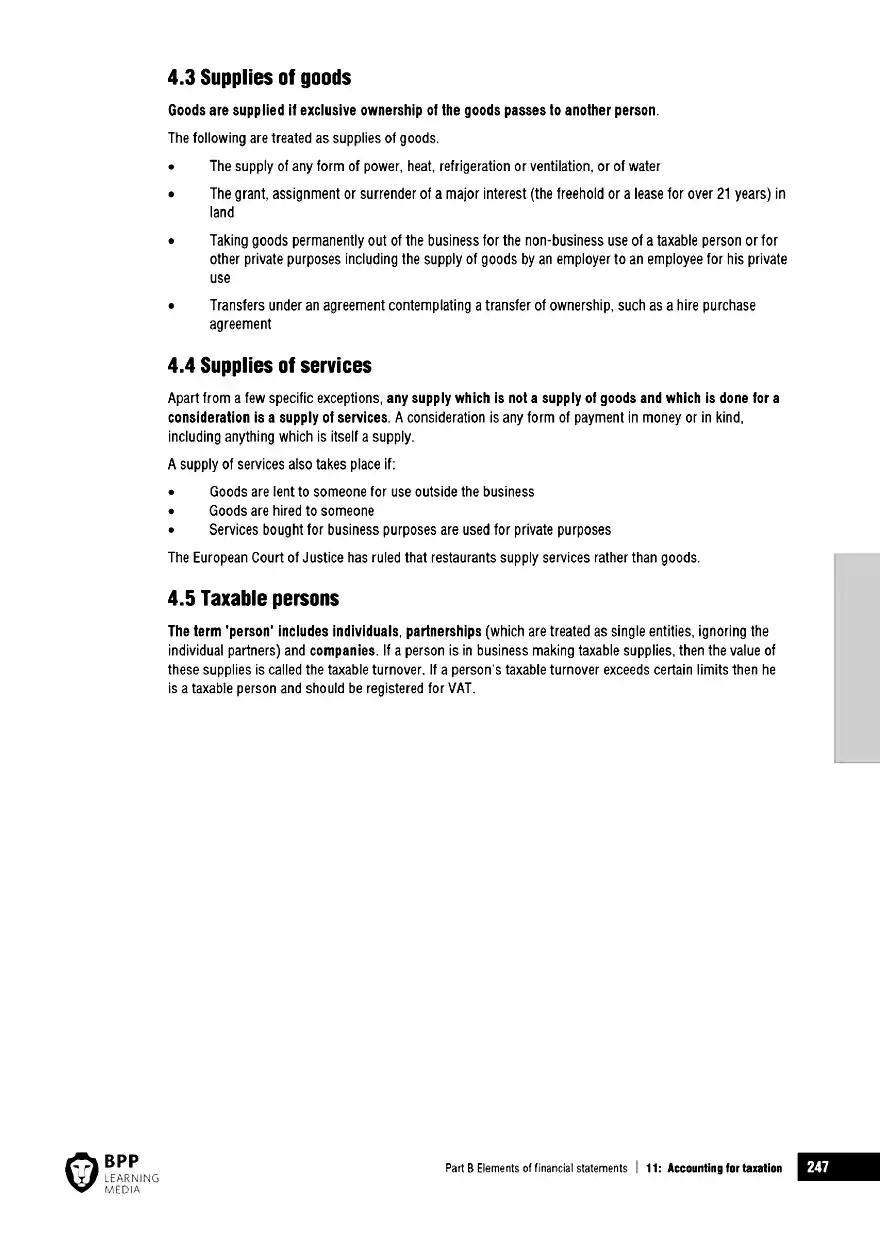 4.3 Supplies of goods
Goods are supplied if exclusive ownership of the goods passes to another person.
The following are treated as supplies of goods.
• The supply of any form of power, heat, refrigeration or ventilation, or of water
• The grant, assignment or surrender of a major interest (the freehold or a lease for over 21 years) in
land
• Taking goods permanently out of the business for the non-business use of a taxable person or for
other private purposes including the supply of goods by an employer to an employee for his private
use
• Transfers under an agreement contemplating a transfer of ownership, such as a hire purchase
agreement
4.4 Supplies of services
Apart from a few specific exceptions, any supply which is not a supply of goods and which is done for a
consideration is a supply of services. A consideration is any form of payment in money or in kind,
including anything which is itself a supply.
A supply of services also takes place if:
• Goods are lent to someone for use outside the business
• Goods are hired to someone
• Services bought for business purposes are used for private purposes
The European Court of Justice has ruled that restaurants supply services rather than goods.
4.5 Taxable persons
The term 'person' includes individuals, partnerships (which are treated as single entities, ignoring the
individual partners) and companies. If a person is in business making taxable supplies, then the value of
these supplies is called the taxable turnover. If a person's taxable turnover exceeds certain limits then he
is a taxable person and should be registered for VAT.
BPP
LEARNING
MEDIA
Part B Elements of financial statements | 11: Accounting for taxation 247